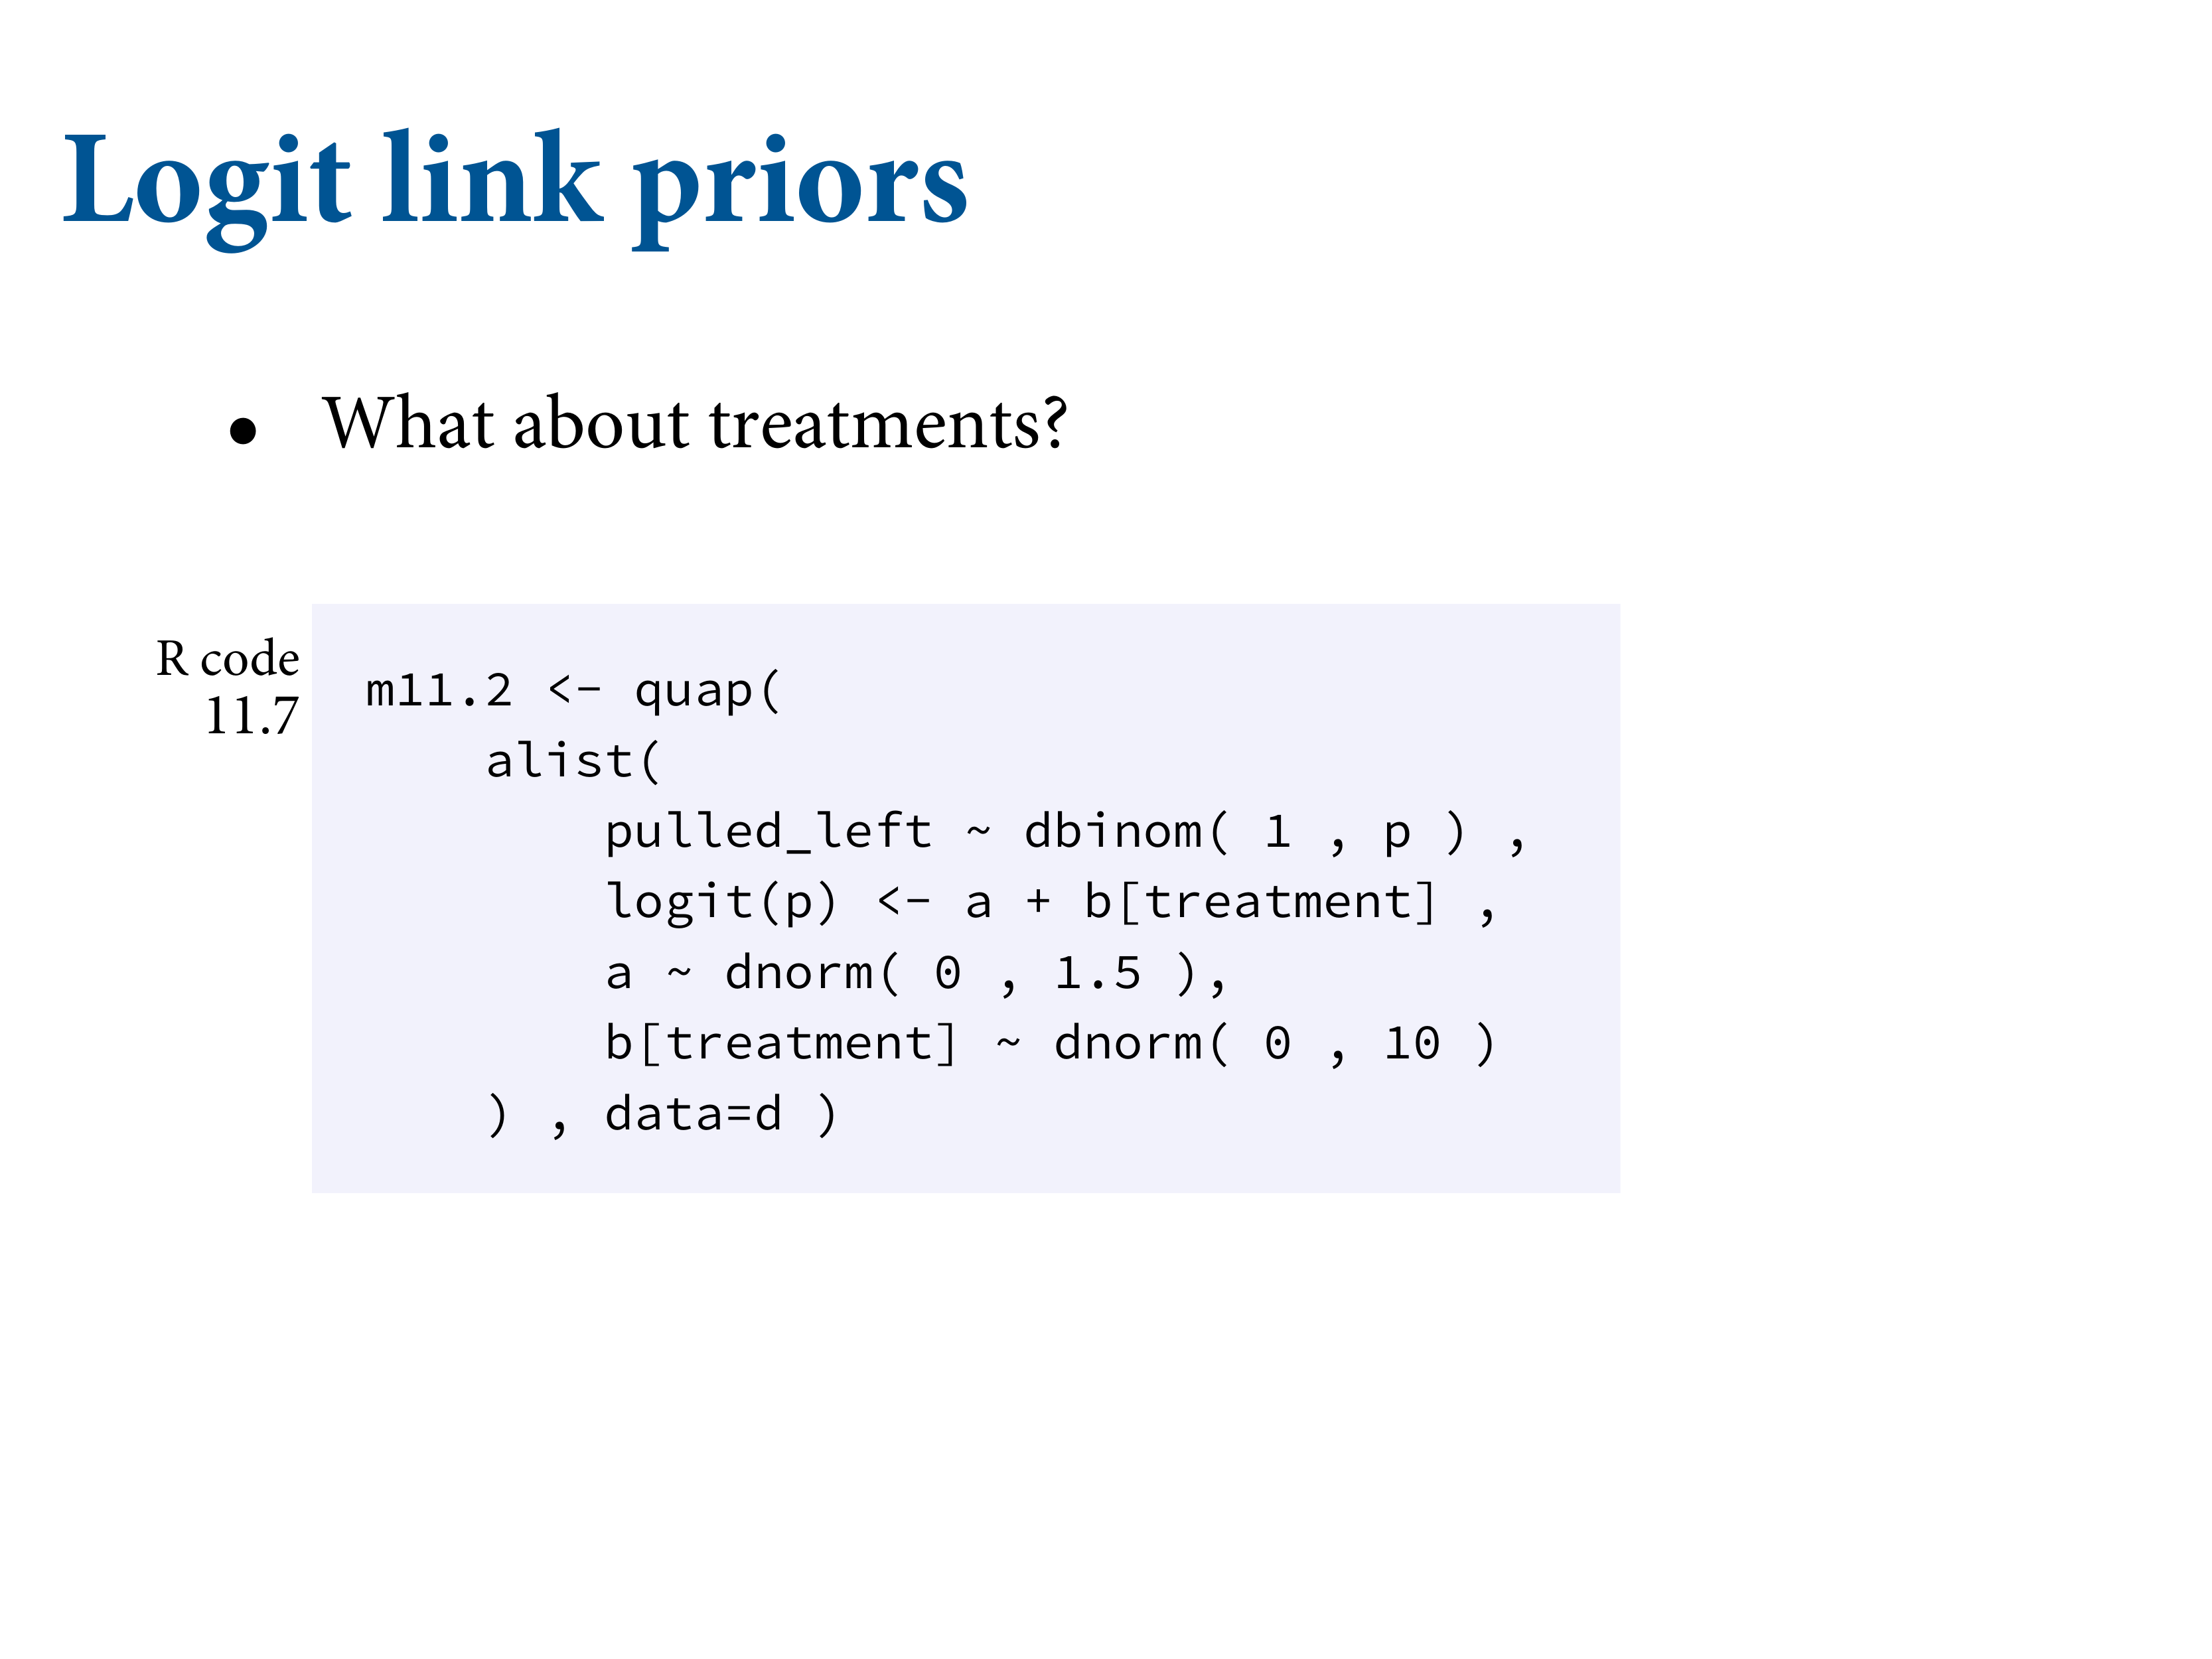 Logit link priors
• What about treatments?
R code
11.7
m11.2 <- quap(
    alist(
        pulled_left ~ dbinom( 1 , p ) ,
        logit(p) <- a + b[treatment] ,
        a ~ dnorm( 0 , 1.5 ),
        b[treatment] ~ dnorm( 0 , 10 )
    ) , data=d )